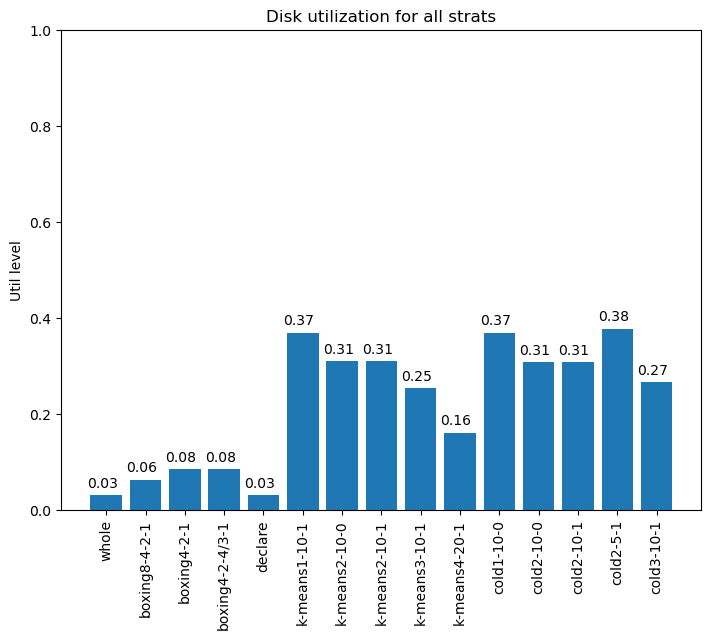 Disk utilization for all strats
1.0
0.8
0.6
0.4
0.2
0.0
Util level
0.03
0.06
0.08
0.08
0.03
0.37
0.31
0.31
0.25
0.16
0.37
0.31
0.31
0.38
0.27
whole
boxing8-4-2-1
boxing4-2-1
boxing4-2-4/3-1
declare
k-means1-10-1
k-means2-10-0
k-means2-10-1
k-means3-10-1
k-means4-20-1
cold1-10-0
cold2-10-0
cold2-10-1
cold2-5-1
cold3-10-1